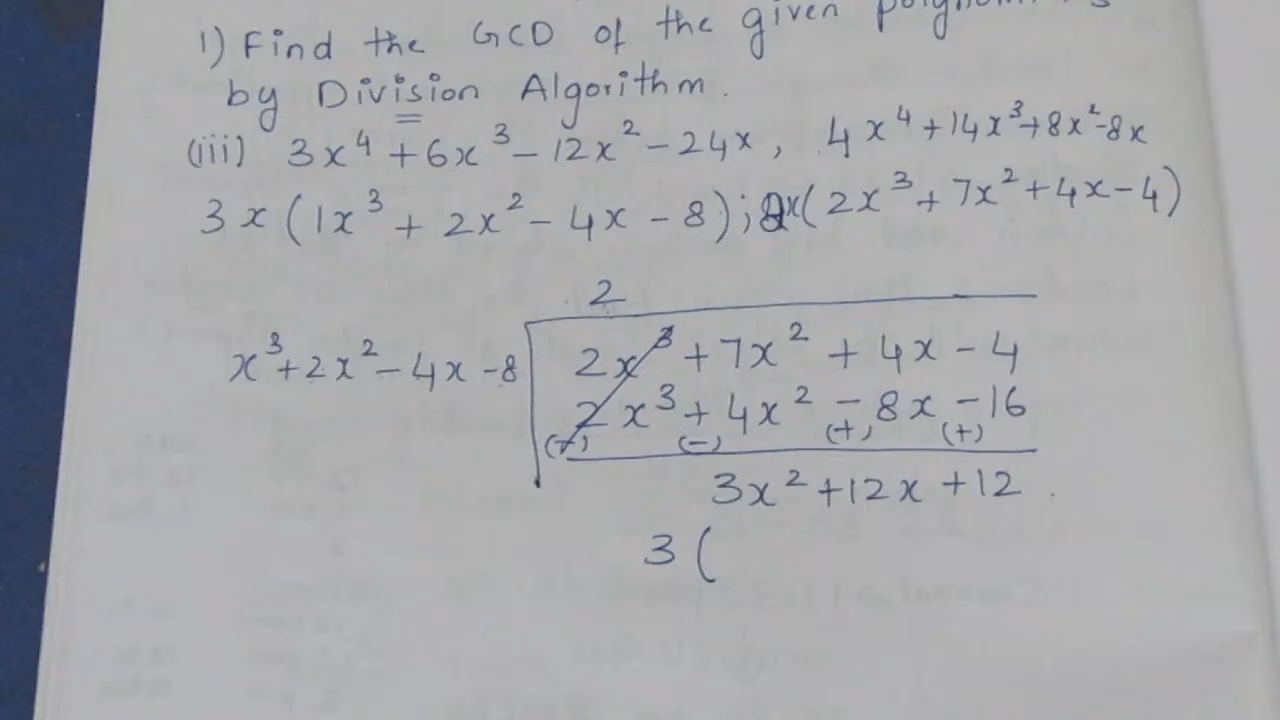 1) Find the GCD of the given
by Division Algorithm.
(iii) 3x⁴ + 6x³ - 12x² - 24x, 4x⁴ + 14x³ + 8x² - 8x
3x (1x³ + 2x² - 4x - 8); 2x (2x³ + 7x² + 4x - 4)
2
x³ + 2x² - 4x - 8 2x³ + 7x² + 4x - 4
2x³ + 4x² - 8x - 16
(-) (-) (+) (+)
3x² + 12x + 12
3 (